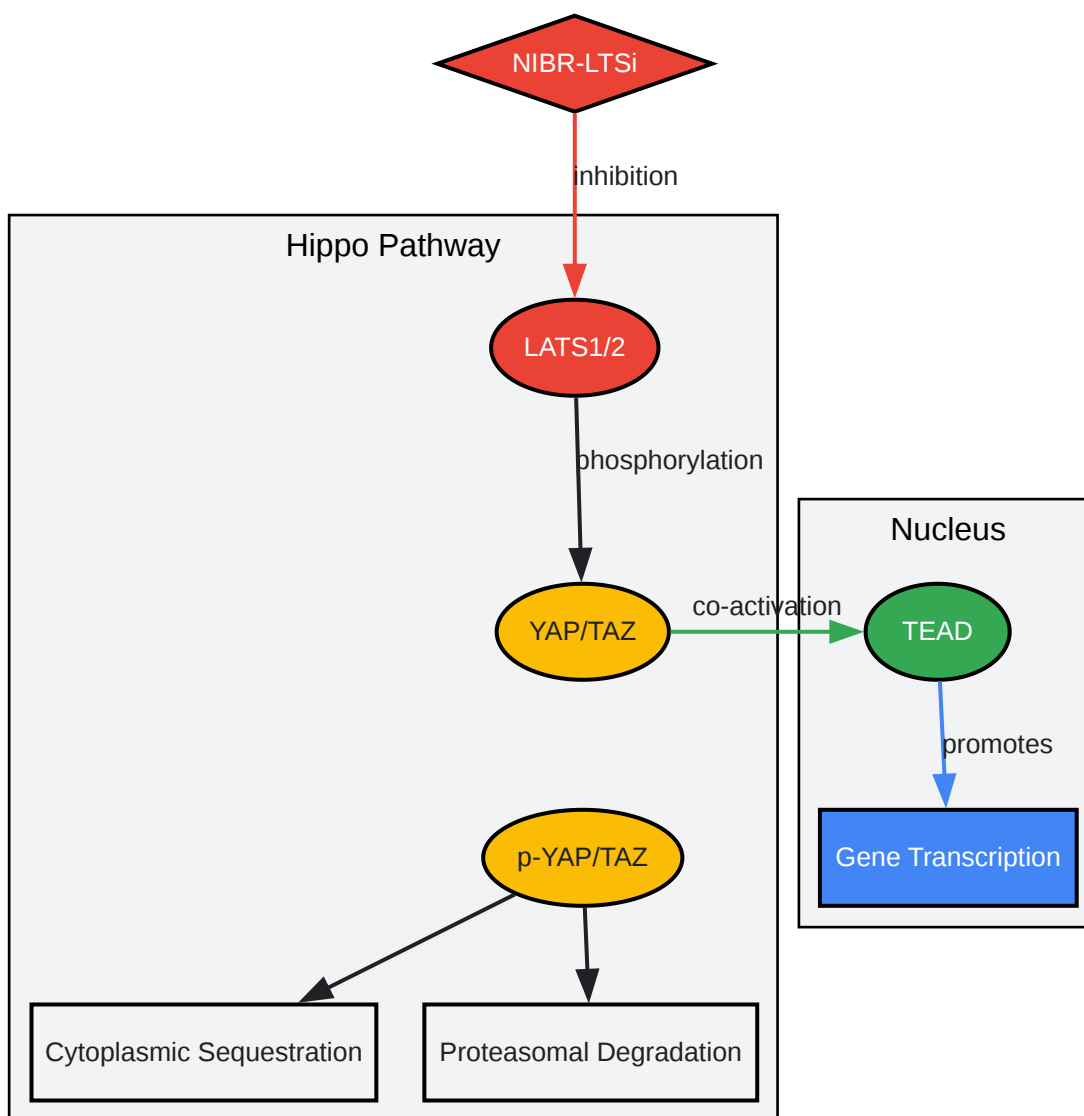 NIBR-LTSi
inhibition
Hippo Pathway
LATS1/2
phosphorylation
Nucleus
YAP/TAZ
co-activation
TEAD
promotes
p-YAP/TAZ
Gene Transcription
Cytoplasmic Sequestration
Proteasomal Degradation